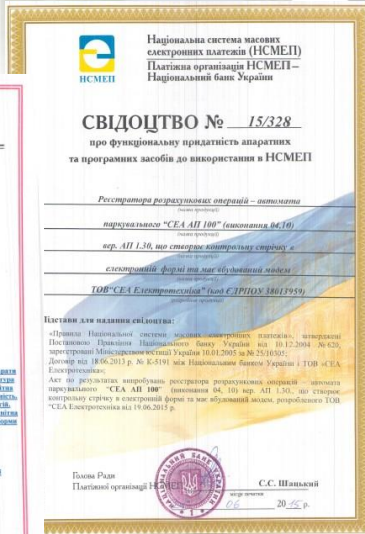 НСМЕП
Національна система масових
електронних платежів (НСМЕП)
Платіжна організація НСМЕП –
Національний банк України
СВІДОЦТВО № 15/328
про функціональну придатність апаратних
та програмних засобів до використання в НСМЕП
Реєстратора розрахункових операцій – автомата
паркувального “СЕА АП 100” (виконання 04,10)
вер. АП 1.30, що створює контрольну стрічку в
електронній формі та має вбудований модем
ТОВ“СЕА Електротехніка” (код ЄДРПОУ 38013959)
Підстави для надання свідоцтва:
«Правила Національної системи масових електронних платежів», затверджені
Постановою Правління Національного банку України від 10.12.2004 №620,
зареєстровані Міністерством юстиції України 10.01.2005 за № 25/10305;
Договор від 18.06.2013 р. № К-5191 між Національним банком України і ТОВ «СЕА
Електротехніка»;
Акт по результатах випробувань реєстратора розрахункових операцій – автомата
паркувального “СЕА АП 100” (виконання 04, 10) вер. АП 1.30., що створює
контрольну стрічку в електронній формі та має вбудований модем, розробленого ТОВ
“СЕА Електротехніка від 19.06.2015 р.
Голова Ради
Платіжної організації НСМЕП
С.С. Шацький
06 2015 р.